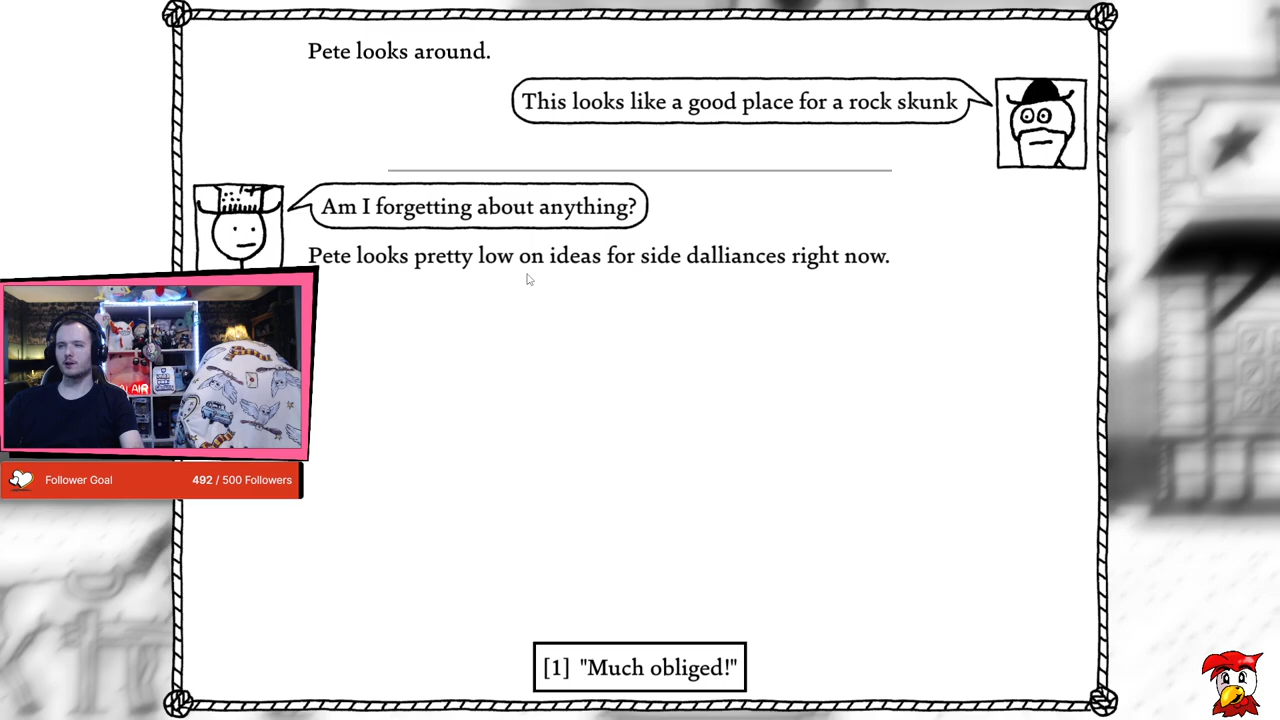 Pete looks around.
This looks like a good place for a rock skunk
Am I forgetting about anything?
Pete looks pretty low on ideas for side dalliances right now.
AIR
Follower Goal
492 / 500 Followers
[1] "Much obliged!"